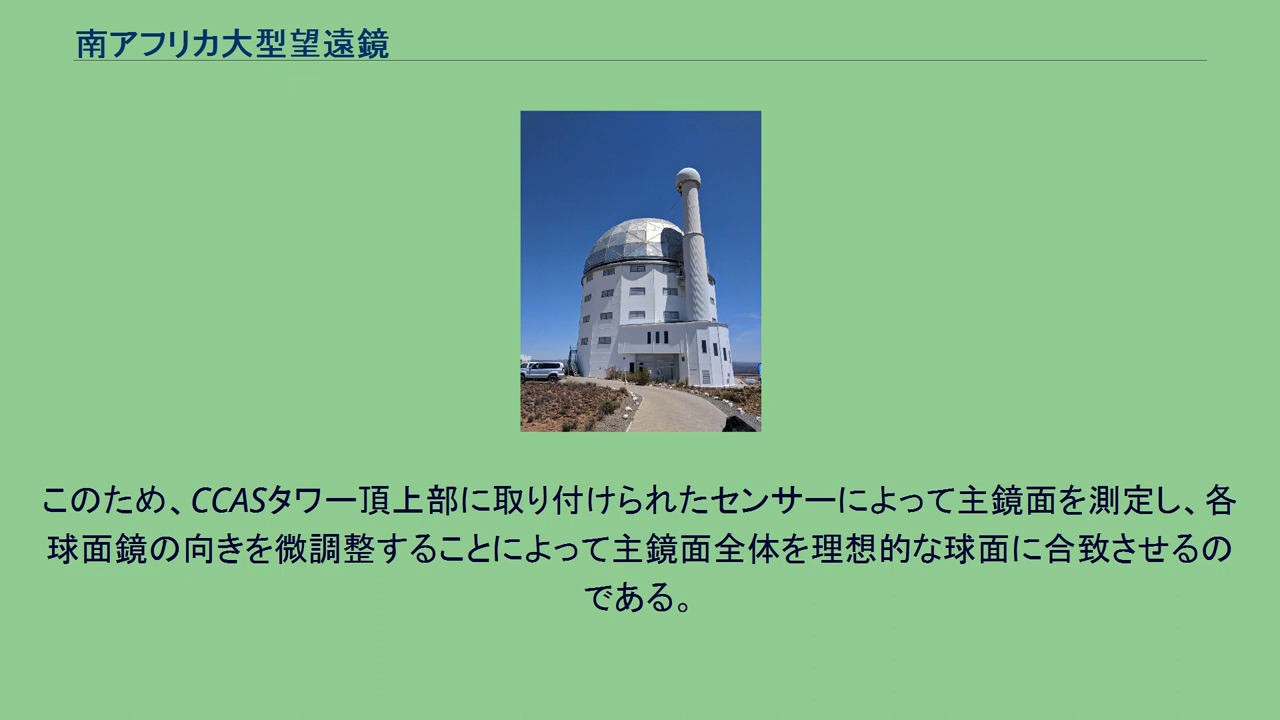 南アフリカ大型望遠鏡
このため、CCASタワー頂上部に取り付けられたセンサーによって主鏡面を測定し、各
球面鏡の向きを微調整することによって主鏡面全体を理想的な球面に合致させるの
である。